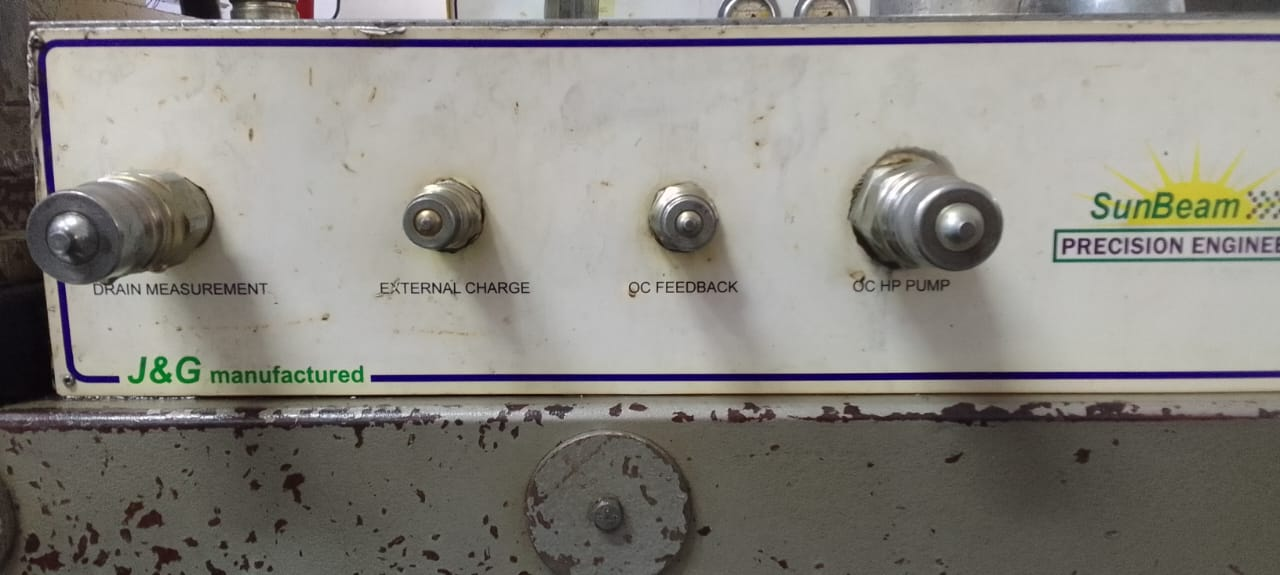 SunBeam
PRECISION ENGINEE
DRAIN MEASUREMENT
EXTERNAL CHARGE
OC FEEDBACK
OC HP PUMP
J&G manufactured